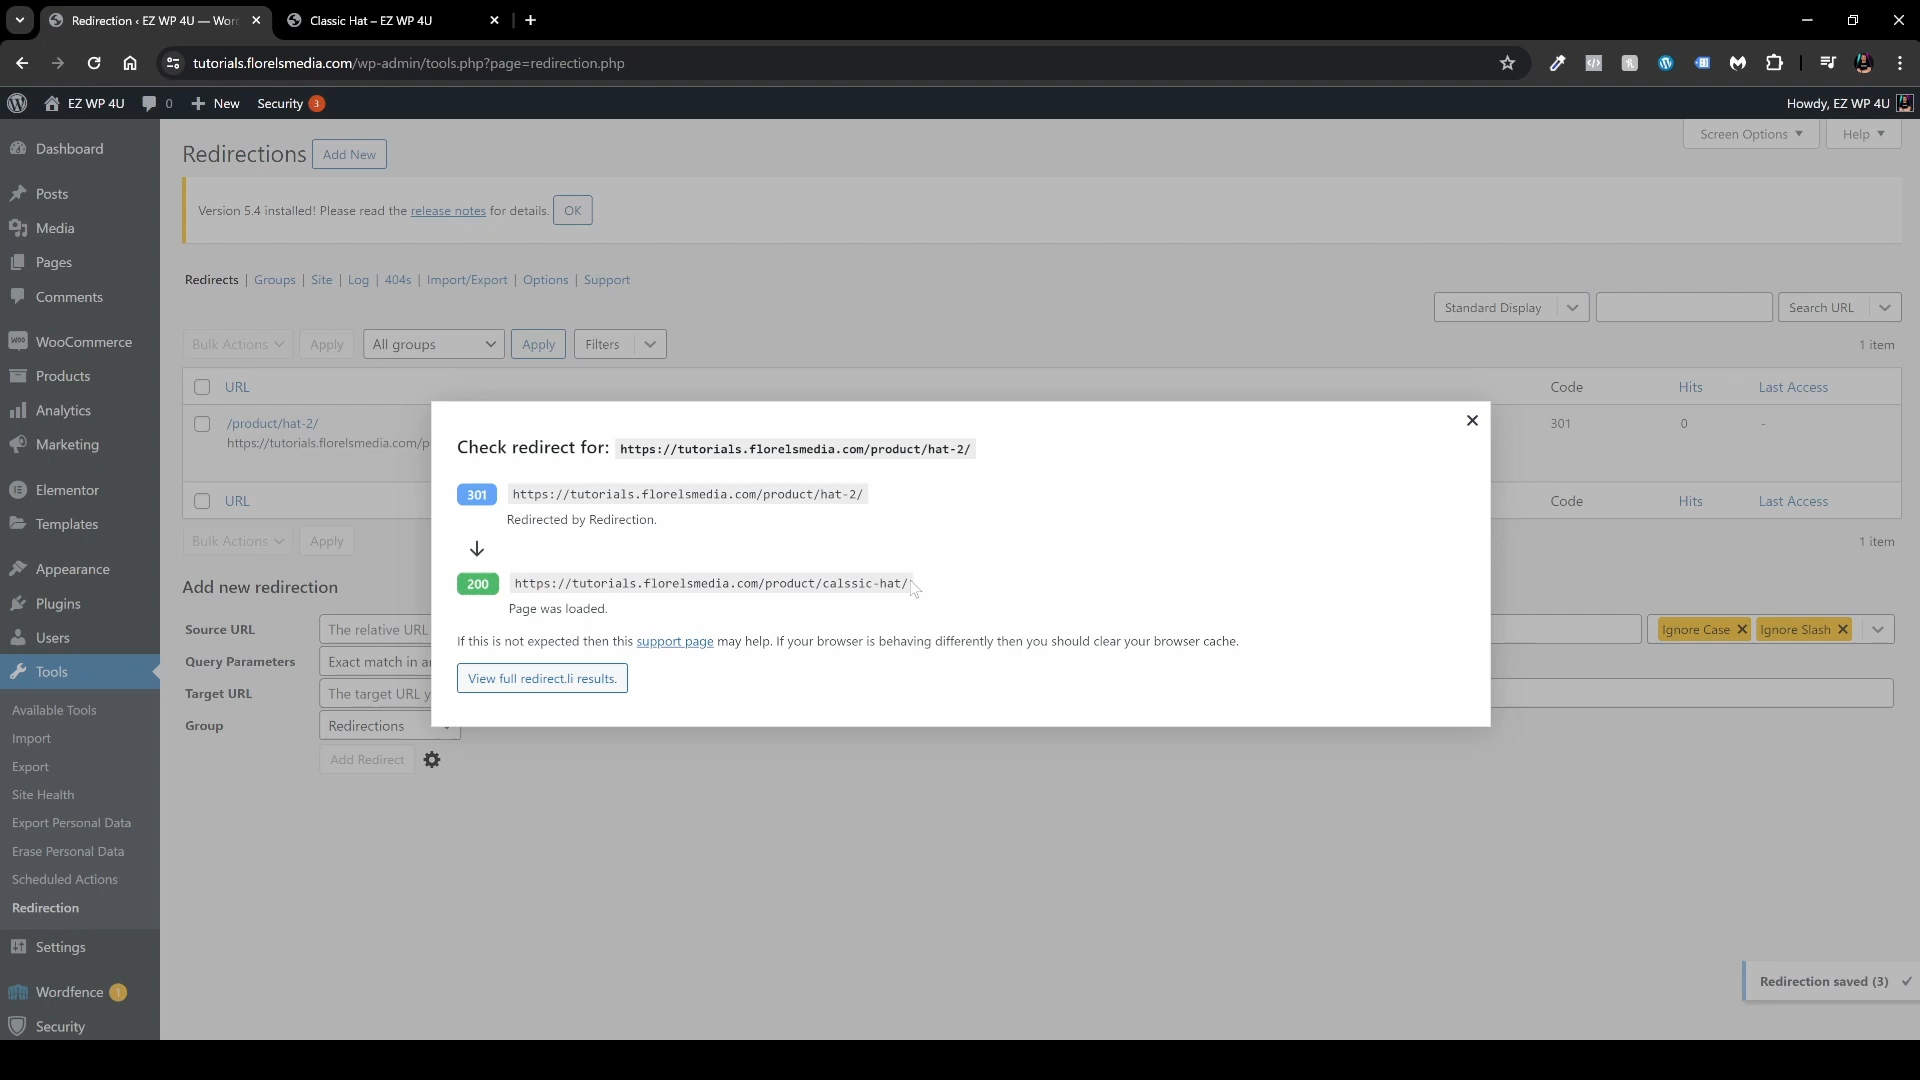 Redirection ‹ EZ WP 4U — Wor
Classic Hat – EZ WP 4U
tutorials.florelsmedia.com/wp-admin/tools.php?page=redirection.php
EZ WP 4U
0
New
Security 3
Howdy, EZ WP 4U
Dashboard
Posts
Media
Pages
Comments
WooCommerce
Products
Analytics
Marketing
Elementor
Templates
Appearance
Plugins
Users
Tools
Available Tools
Import
Export
Site Health
Export Personal Data
Erase Personal Data
Scheduled Actions
Redirection
Settings
Wordfence 1
Security
Screen Options
Help
Redirections
Add New
Version 5.4 installed! Please read the release notes for details. OK
Redirects | Groups | Site | Log | 404s | Import/Export | Options | Support
Standard Display
Search URL
Bulk Actions
Apply
All groups
Apply
Filters
1 item
URL
Code
Hits
Last Access
/product/hat-2/
https://tutorials.florelsmedia.com/p
301
0
-
URL
Code
Hits
Last Access
Bulk Actions
Apply
1 item
Add new redirection
Source URL
The relative URL
Ignore Case
Ignore Slash
Query Parameters
Exact match in a
Target URL
The target URL y
Group
Redirections
Add Redirect
Check redirect for: https://tutorials.florelsmedia.com/product/hat-2/
301 https://tutorials.florelsmedia.com/product/hat-2/
Redirected by Redirection.
200 https://tutorials.florelsmedia.com/product/calssic-hat/
Page was loaded.
If this is not expected then this support page may help. If your browser is behaving differently then you should clear your browser cache.
View full redirect.li results.
Redirection saved (3)